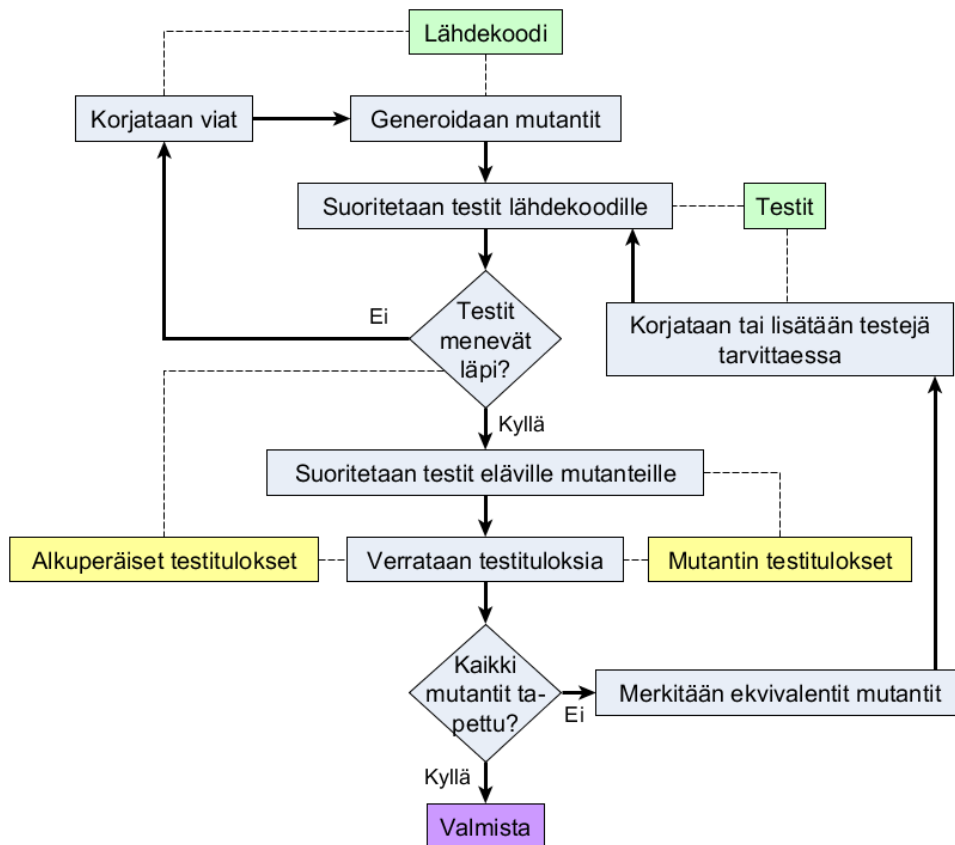 Lähdekoodi
Korjataan viat
Generoidaan mutantit
Suoritetaan testit lähdekoodille
Testit
Ei
Testit
menevät
läpi?
Korjataan tai lisätään testejä
tarvittaessa
Kyllä
Suoritetaan testit eläville mutanteille
Alkuperäiset testitulokset
Verrataan testituloksia
Mutantin testitulokset
Kaikki
mutantit ta-
pettu?
Ei
Merkitään ekvivalentit mutantit
Kyllä
Valmista